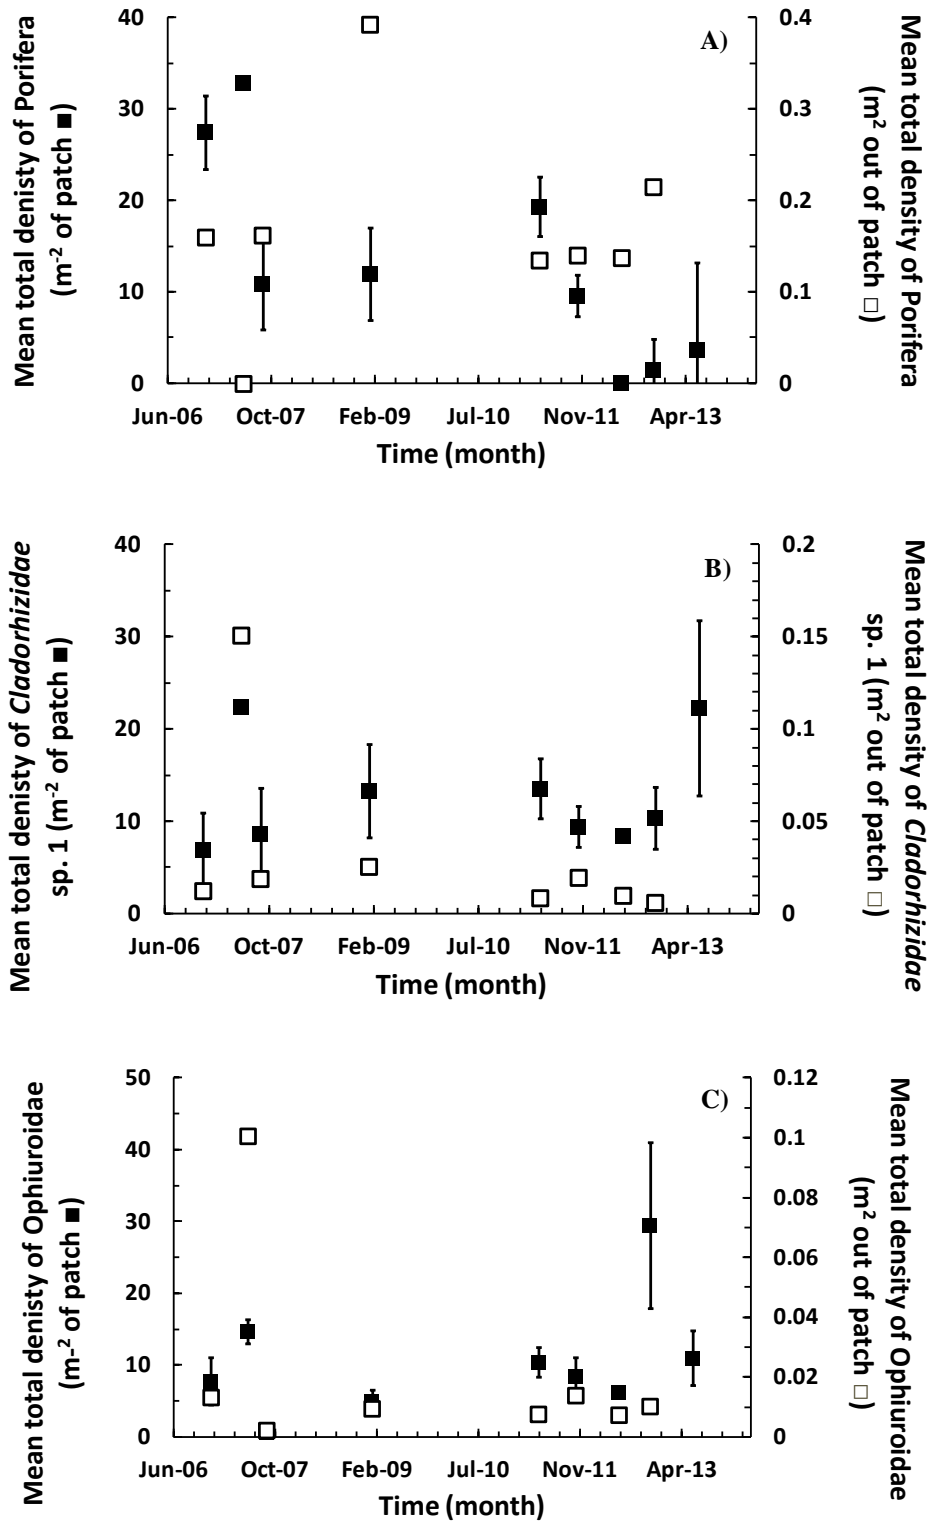 Mean total denisty of Porifera
(m⁻² of patch ■)
40
30
20
10
0
A)
0.4
0.3
0.2
0.1
0
Mean total density of Porifera
(m² out of patch □)
Jun-06 Oct-07 Feb-09 Jul-10 Nov-11 Apr-13
Time (month)
Mean total denisty of Cladorhizidae
sp. 1 (m⁻² of patch ■)
40
30
20
10
0
B)
0.2
0.15
0.1
0.05
0
Mean total density of Cladorhizidae
sp. 1 (m² out of patch □)
Jun-06 Oct-07 Feb-09 Jul-10 Nov-11 Apr-13
Time (month)
Mean total denisty of Ophiuroidae
(m-² of patch ■)
50
40
30
20
10
0
C)
0.12
0.1
0.08
0.06
0.04
0.02
0
Mean total density of Ophiuroidae
(m² out of patch □)
Jun-06 Oct-07 Feb-09 Jul-10 Nov-11 Apr-13
Time (month)